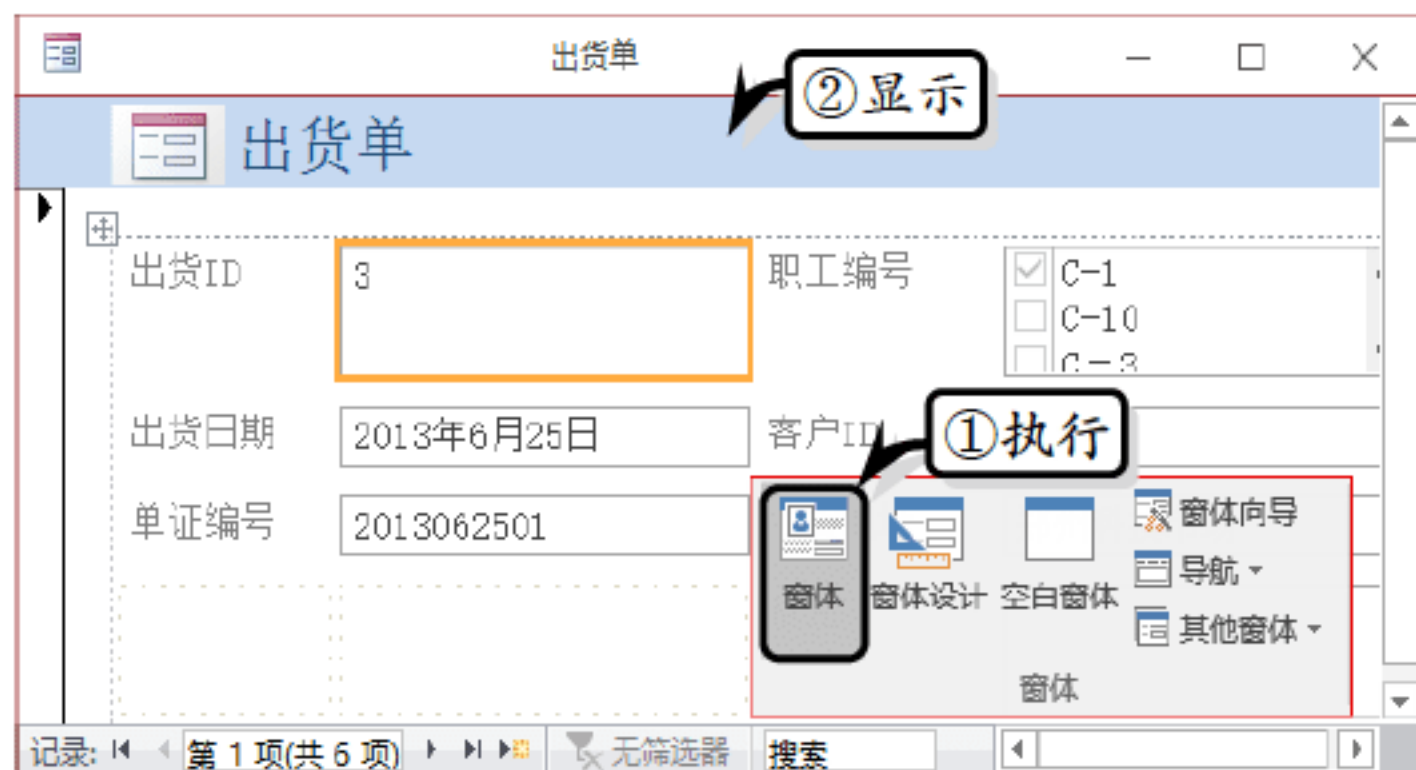 出货单
②显示
出货单
出货ID
3
职工编号
C-1
C-10
C-3
出货日期
2013年6月25日
客户ID
①执行
单证编号
2013062501
窗体
窗体设计
空白窗体
窗体向导
导航
其他窗体
窗体
记录:
第 1 项(共 6 项)
无筛选器
搜索